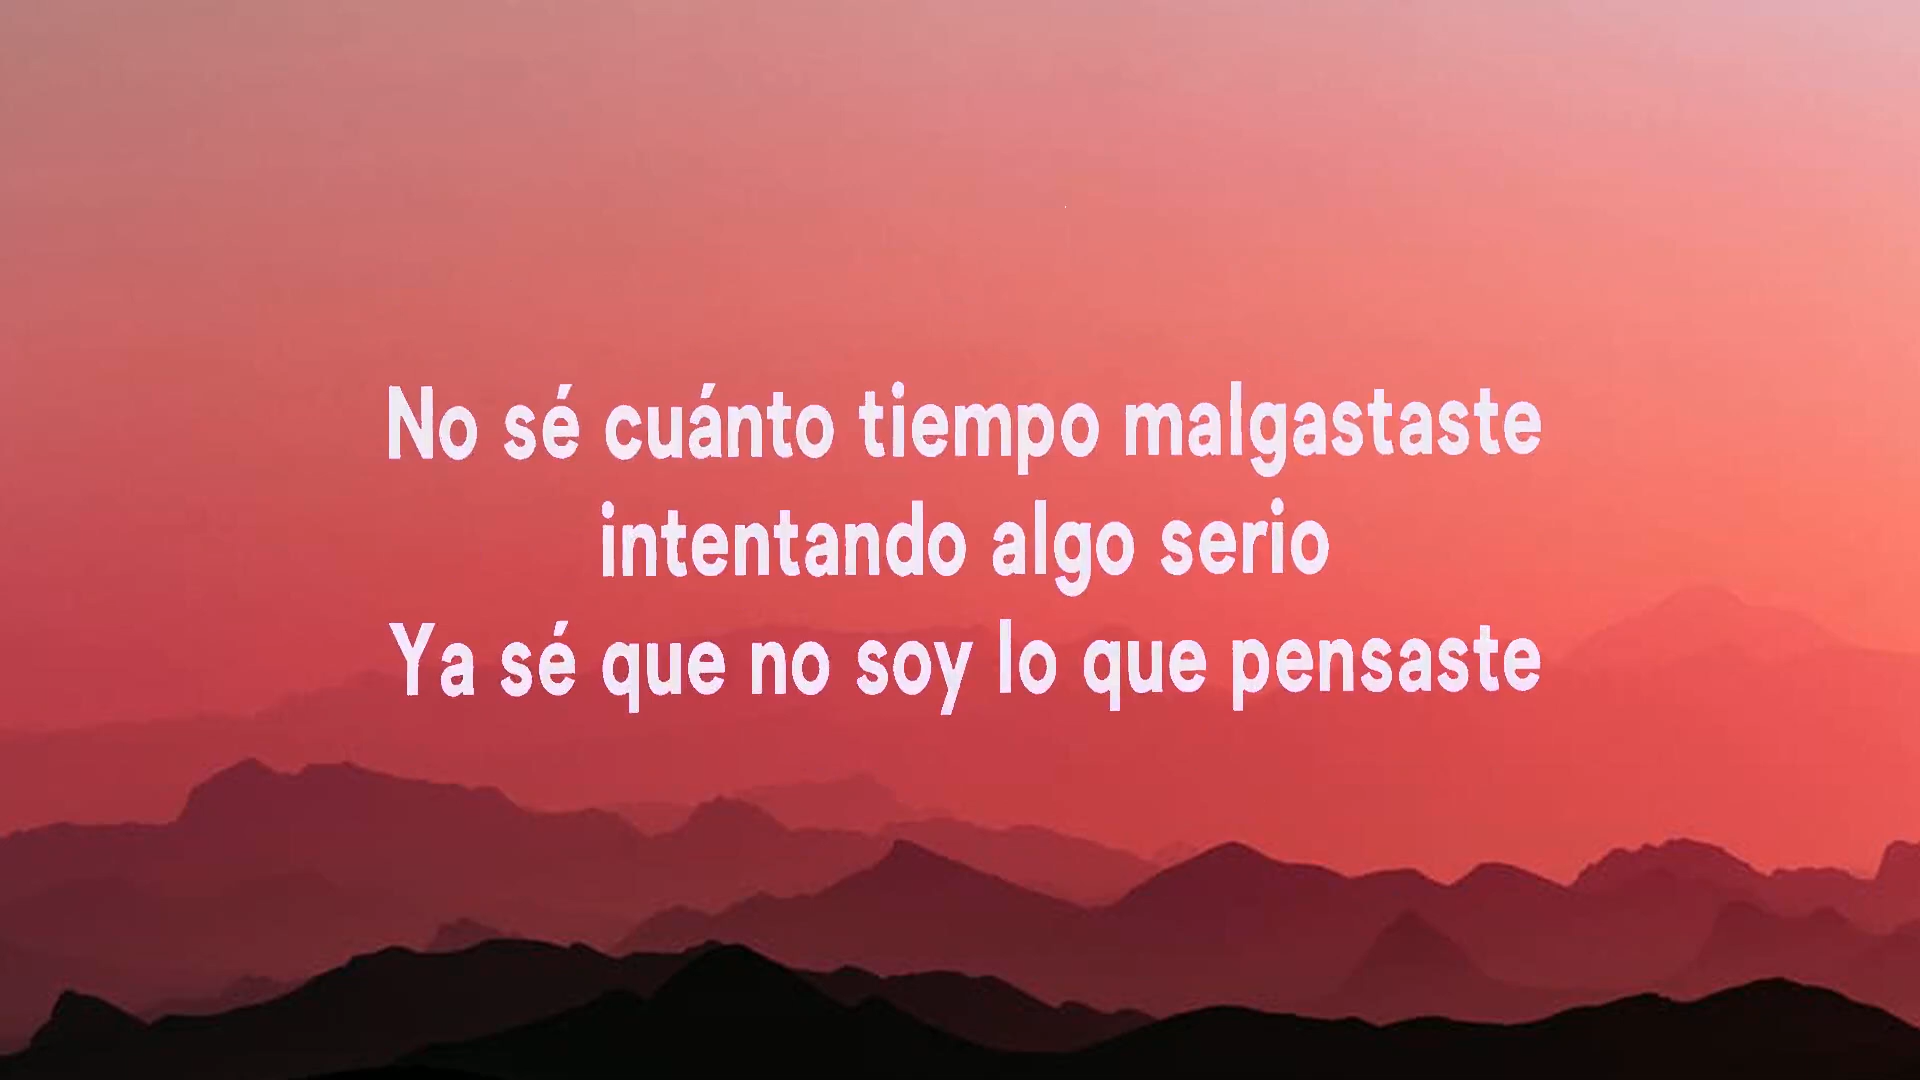 No sé cuánto tiempo malgastaste
intentando algo serio
Ya sé que no soy lo que pensaste